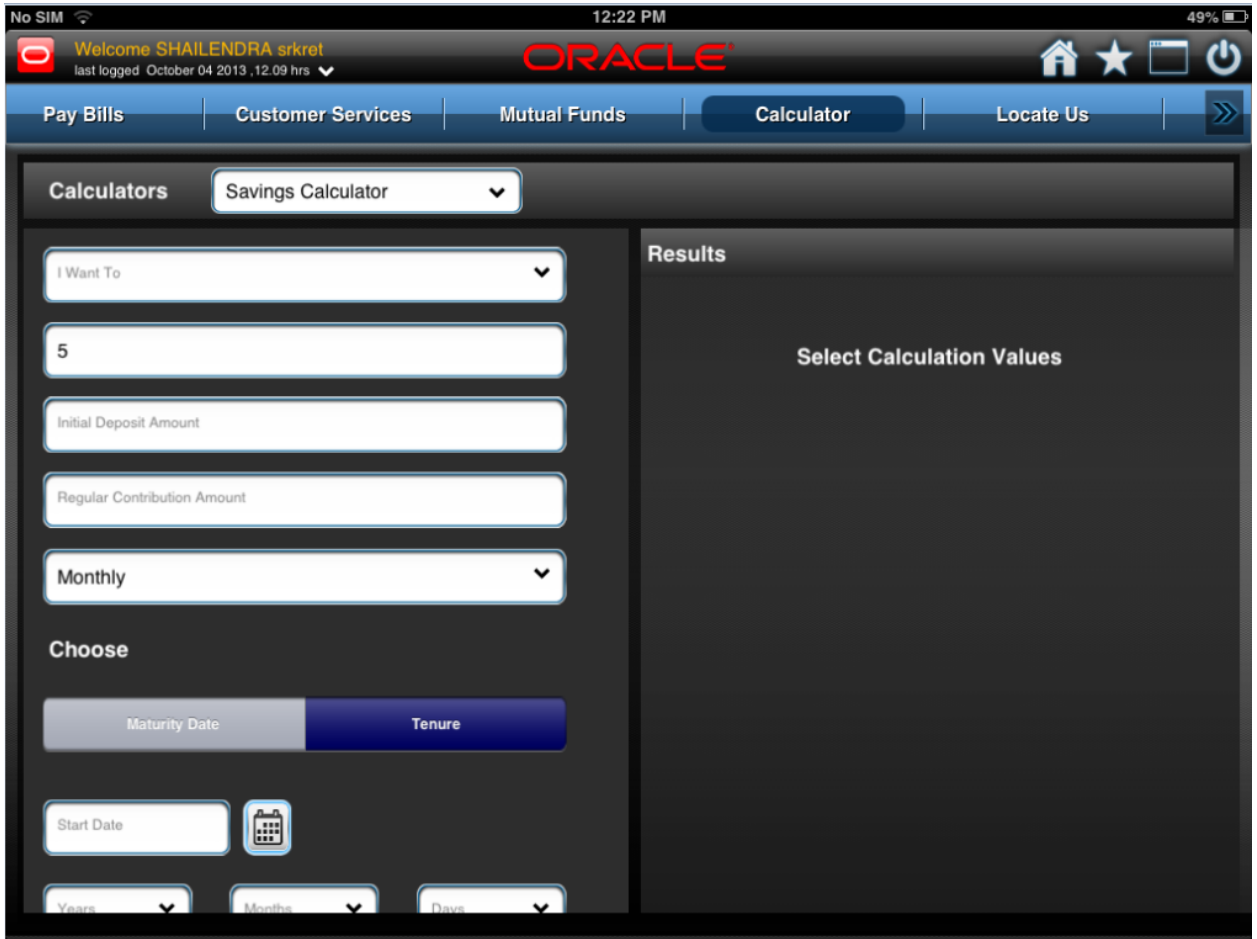 No SIM 12:22 PM 49%
Welcome SHAILENDRA srkret
last logged October 04 2013 ,12.09 hrs
ORACLE
Pay Bills Customer Services Mutual Funds Calculator Locate Us
Calculators Savings Calculator
I Want To
5
Initial Deposit Amount
Regular Contribution Amount
Monthly
Choose
Maturity Date Tenure
Start Date
Years Months Days
Results
Select Calculation Values